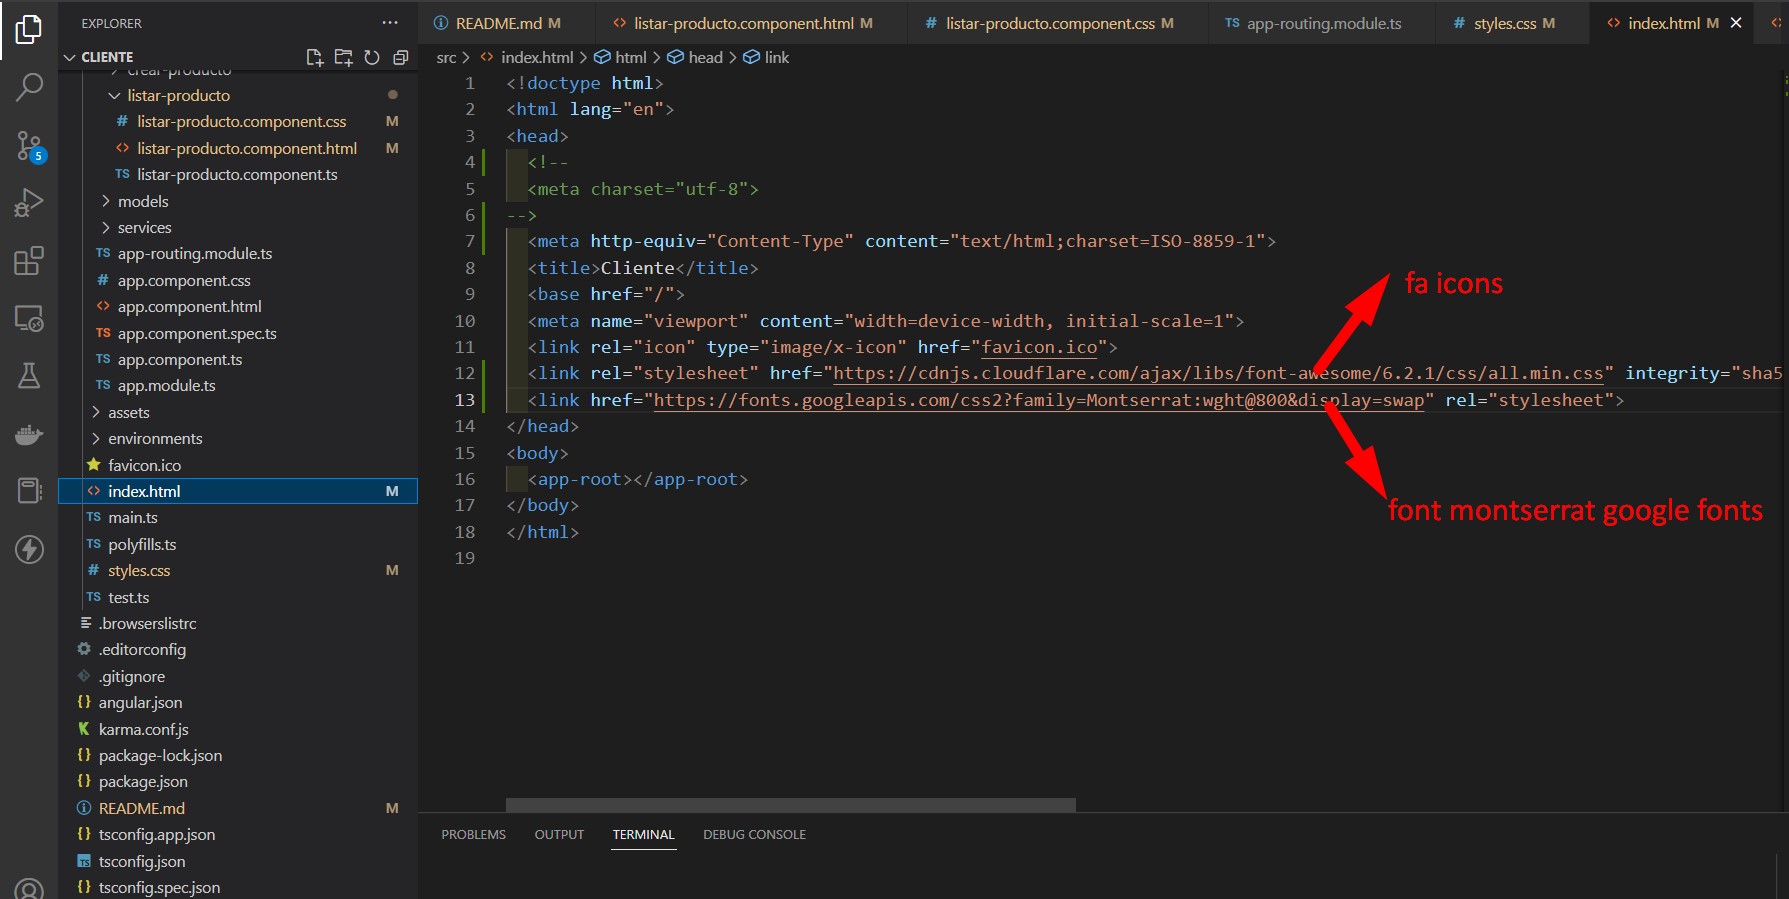 EXPLORER
CLIENTE
crear-producto
listar-producto
# listar-producto.component.css M
<> listar-producto.component.html M
TS listar-producto.component.ts
models
services
TS app-routing.module.ts
# app.component.css
<> app.component.html
TS app.component.spec.ts
TS app.component.ts
TS app.module.ts
assets
environments
favicon.ico
<> index.html M
TS main.ts
TS polyfills.ts
# styles.css M
TS test.ts
.browserslistrc
.editorconfig
.gitignore
{} angular.json
karma.conf.js
{} package-lock.json
{} package.json
README.md M
{} tsconfig.app.json
TS tsconfig.json
{} tsconfig.spec.json
5
README.md M
<> listar-producto.component.html M
# listar-producto.component.css M
TS app-routing.module.ts
# styles.css M
<> index.html M
src > <> index.html > html > head > link
1 <!doctype html>
2 <html lang="en">
3 <head>
4 <!--
5 <meta charset="utf-8">
6 -->
7 <meta http-equiv="Content-Type" content="text/html;charset=ISO-8859-1">
8 <title>Cliente</title>
9 <base href="/">
10 <meta name="viewport" content="width=device-width, initial-scale=1">
11 <link rel="icon" type="image/x-icon" href="favicon.ico">
12 <link rel="stylesheet" href="https://cdnjs.cloudflare.com/ajax/libs/font-awesome/6.2.1/css/all.min.css" integrity="sha5
13 <link href="https://fonts.googleapis.com/css2?family=Montserrat:wght@800&display=swap" rel="stylesheet">
14 </head>
15 <body>
16 <app-root></app-root>
17 </body>
18 </html>
19
fa icons
font montserrat google fonts
PROBLEMS OUTPUT TERMINAL DEBUG CONSOLE